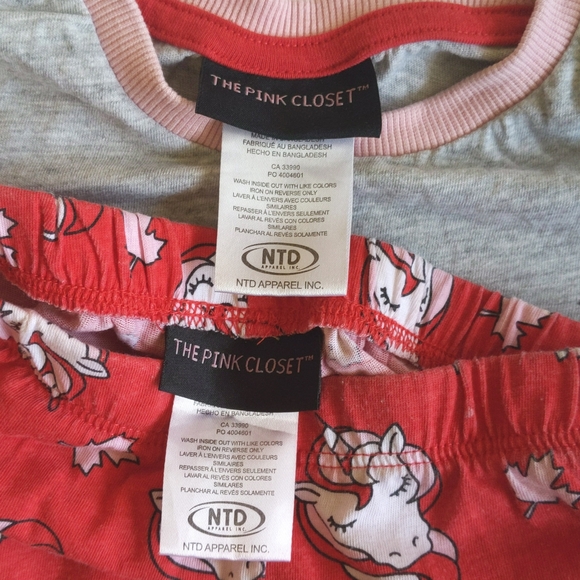 THE PINK CLOSET™
MADE IN BANGLADESH
FABRIQUÉ AU BANGLADESH
HECHO EN BANGLADESH
CA 33990
PO 4004601
WASH INSIDE OUT WITH LIKE COLORS
IRON ON REVERSE ONLY
LAVER À L'ENVERS AVEC COULEURS
SIMILAIRES
REPASSER À L'ENVERS SEULEMENT
LAVAR AL REVÉS CON COLORES
SIMILARES
PLANCHAR AL REVÉS SOLAMENTE
NTD
APPAREL INC.
NTD APPAREL INC.
THE PINK CLOSET™
HECHO EN BANGLADESH
CA 33990
PO 4004601
WASH INSIDE OUT WITH LIKE COLORS
IRON ON REVERSE ONLY
LAVER À L'ENVERS AVEC COULEURS
SIMILAIRES
REPASSER À L'ENVERS SEULEMENT
LAVAR AL REVÉS CON COLORES
SIMILARES
PLANCHAR AL REVÉS SOLAMENTE
NTD
APPAREL INC.
NTD APPAREL INC.